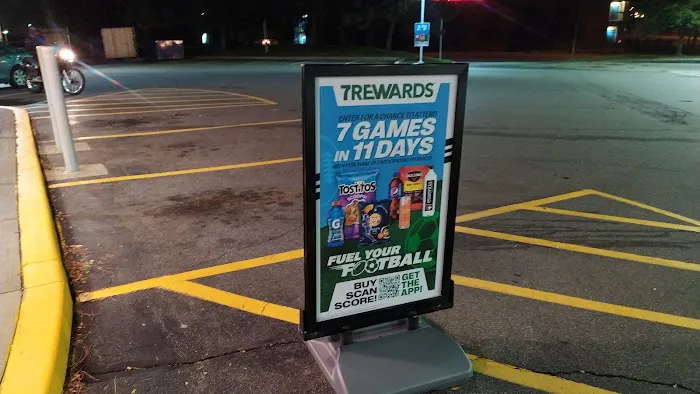 7REWARDS
ENTER FOR A CHANCE TO ATTEND
7 GAMES
IN 11 DAYS
TOSTITOS
SCOOPS!
G
FUEL YOUR
FOOTBALL
BUY
SCAN
SCORE!
GET
THE
APP!